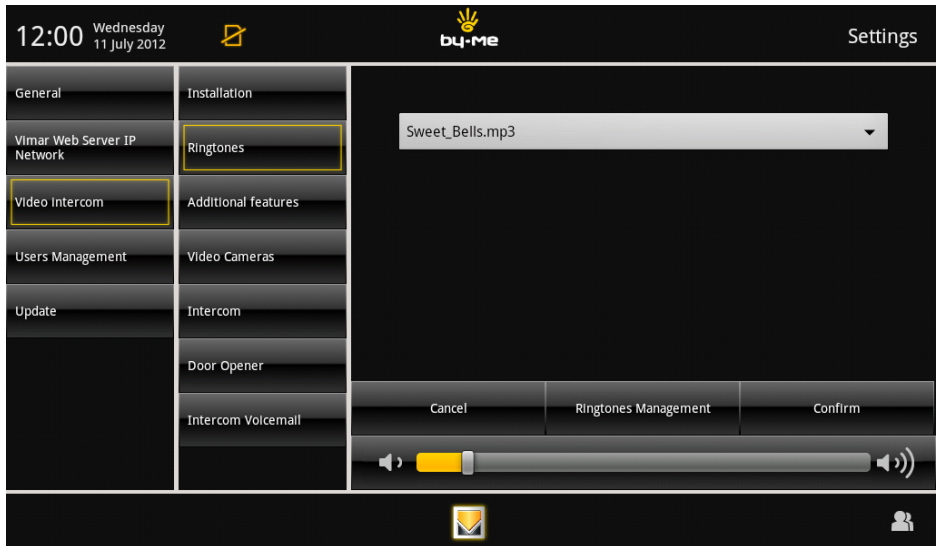 12:00
Wednesday
11 July 2012
by-me
Settings
General
Vimar Web Server IP
Network
Video Intercom
Users Management
Update
Installation
Ringtones
Additional features
Video Cameras
Intercom
Door Opener
Intercom Voicemail
Sweet_Bells.mp3
Cancel
Ringtones Management
Confirm